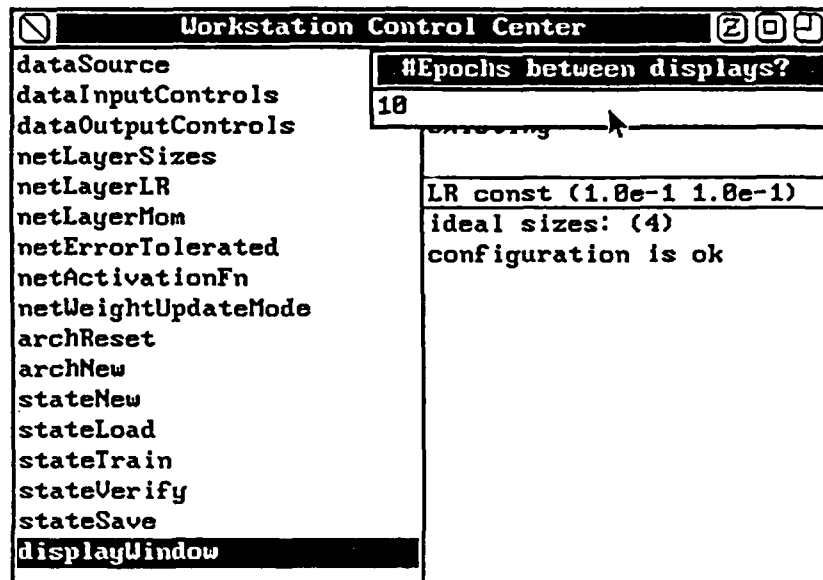 Workstation Control Center
dataSource
dataInputControls
dataOutputControls
netLayerSizes
netLayerLR
netLayerMom
netErrorTolerated
netActivationFn
netWeightUpdateMode
archReset
archNew
stateNew
stateLoad
stateTrain
stateVerify
stateSave
displayWindow
#Epochs between displays?
10
LR const (1.0e-1 1.0e-1)
ideal sizes: (4)
configuration is ok